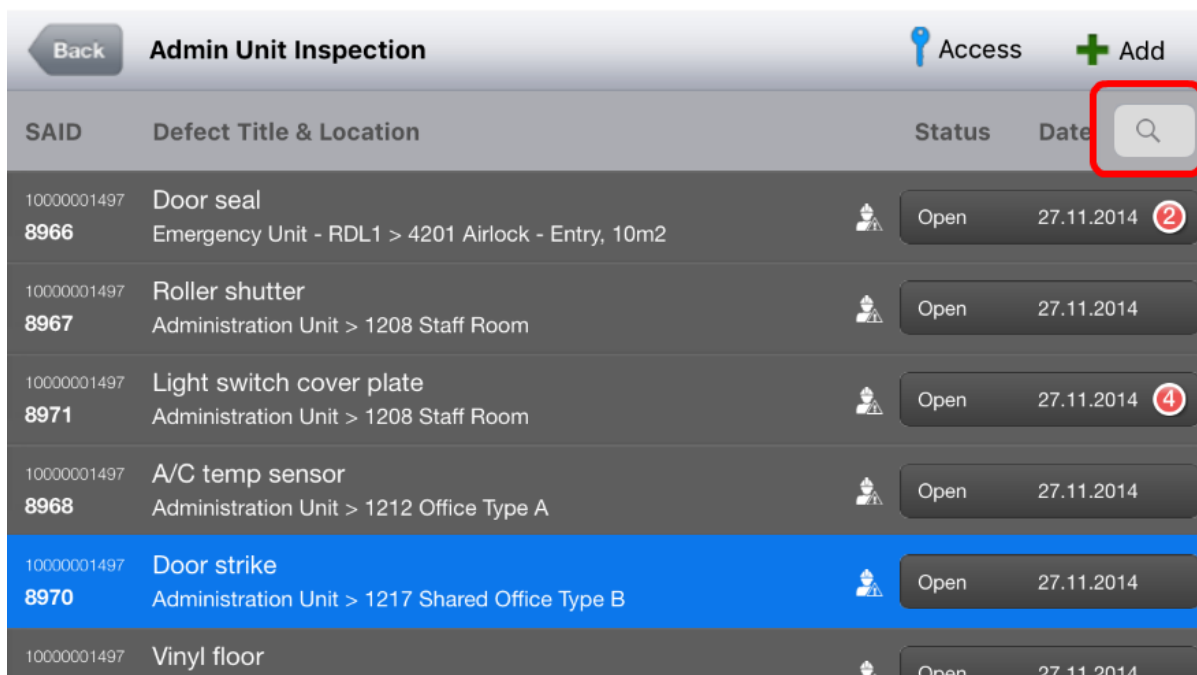 Back Admin Unit Inspection Access Add
SAID Defect Title & Location Status Date
10000001497 Door seal
8966 Emergency Unit - RDL1 > 4201 Airlock - Entry, 10m2 Open 27.11.2014 2
10000001497 Roller shutter
8967 Administration Unit > 1208 Staff Room Open 27.11.2014
10000001497 Light switch cover plate
8971 Administration Unit > 1208 Staff Room Open 27.11.2014 4
10000001497 A/C temp sensor
8968 Administration Unit > 1212 Office Type A Open 27.11.2014
10000001497 Door strike
8970 Administration Unit > 1217 Shared Office Type B Open 27.11.2014
10000001497 Vinyl floor
Open 27.11.2014